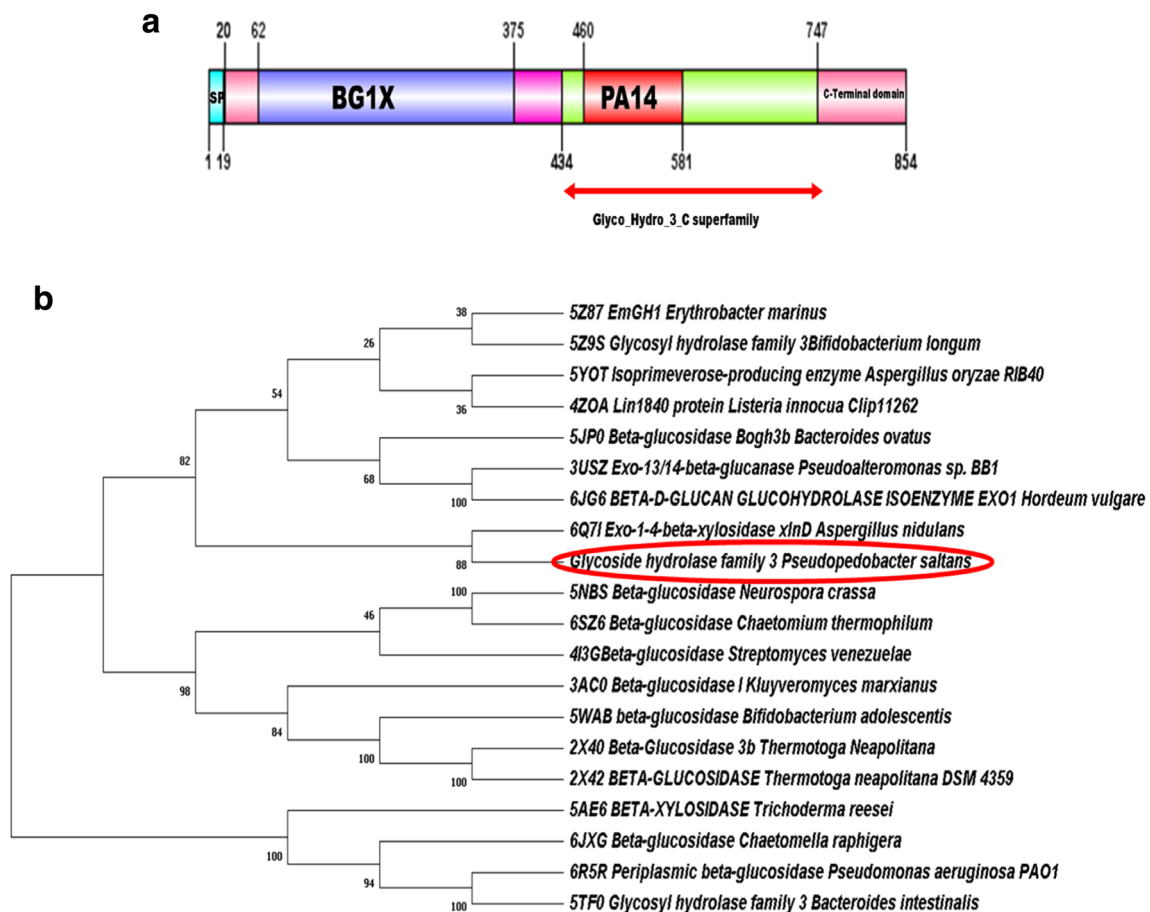 a
20 62 375 460 747
SP BG1X PA14 C-Terminal domain
1 19 434 581 854
Glyco_Hydro_3_C superfamily
b
38 5Z87 EmGH1 Erythrobacter marinus
26 5Z9S Glycosyl hydrolase family 3Bifidobacterium longum
5YOT Isoprimeverose-producing enzyme Aspergillus oryzae RIB40
54
36 4ZOA Lin1840 protein Listeria innocua Clip11262
5JP0 Beta-glucosidase Bogh3b Bacteroides ovatus
82
68 3USZ Exo-13/14-beta-glucanase Pseudoalteromonas sp. BB1
100 6JG6 BETA-D-GLUCAN GLUCOHYDROLASE ISOENZYME EXO1 Hordeum vulgare
6Q7I Exo-1-4-beta-xylosidase xlnD Aspergillus nidulans
88 Glycoside hydrolase family 3 Pseudopedobacter saltans
100 5NBS Beta-glucosidase Neurospora crassa
46 6SZ6 Beta-glucosidase Chaetomium thermophilum
4I3GBeta-glucosidase Streptomyces venezuelae
98 3AC0 Beta-glucosidase I Kluyveromyces marxianus
84 5WAB beta-glucosidase Bifidobacterium adolescentis
100 2X40 Beta-Glucosidase 3b Thermotoga Neapolitana
100 2X42 BETA-GLUCOSIDASE Thermotoga neapolitana DSM 4359
5AE6 BETA-XYLOSIDASE Trichoderma reesei
100 6JXG Beta-glucosidase Chaetomella raphigera
94 6R5R Periplasmic beta-glucosidase Pseudomonas aeruginosa PAO1
100 5TF0 Glycosyl hydrolase family 3 Bacteroides intestinalis